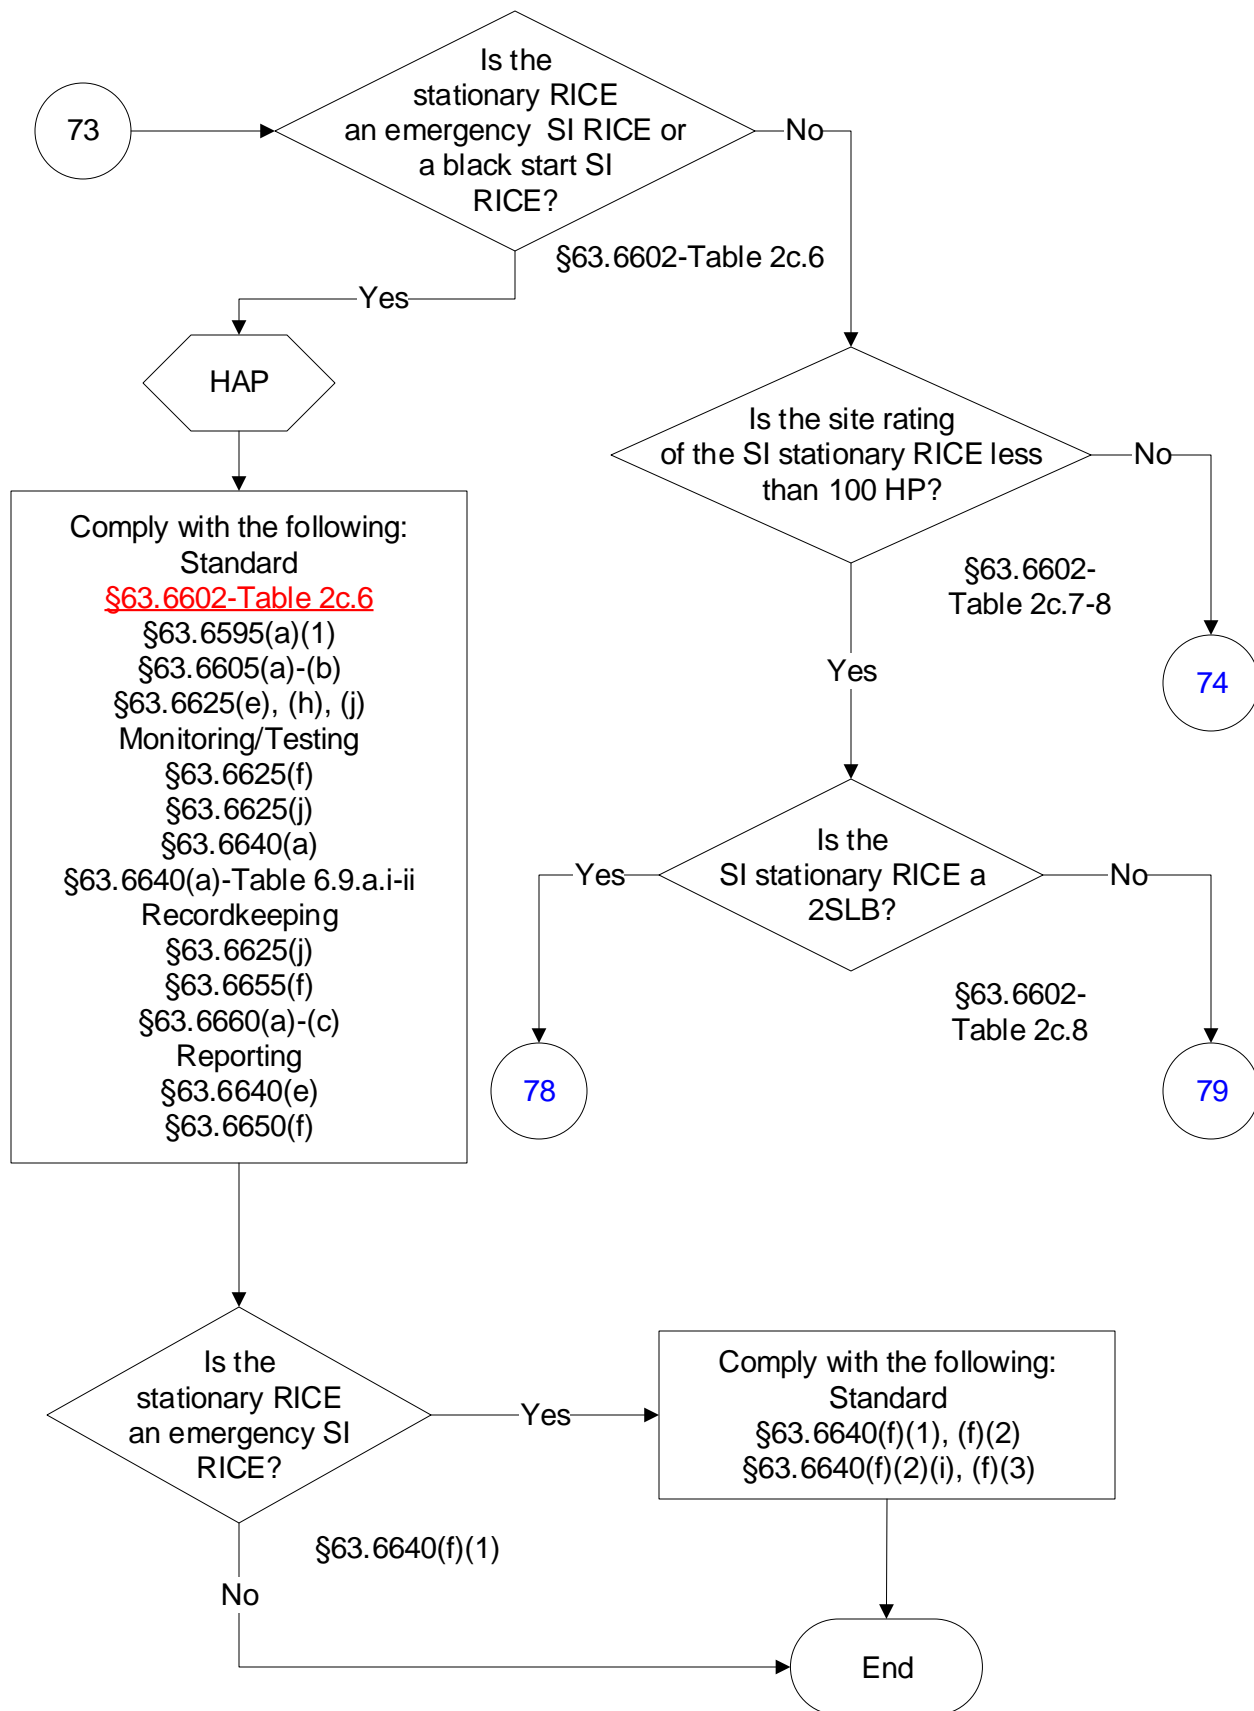 73
Is the
stationary RICE
an emergency  SI RICE or
a black start SI
RICE?
No
§63.6602-Table 2c.6
Yes
HAP
Is the site rating
of the SI stationary RICE less
than 100 HP?
No
§63.6602-
Table 2c.7-8
74
Yes
Comply with the following:
Standard
§63.6602-Table 2c.6
§63.6595(a)(1)
§63.6605(a)-(b)
§63.6625(e), (h), (j)
Monitoring/Testing
§63.6625(f)
§63.6625(j)
§63.6640(a)
§63.6640(a)-Table 6.9.a.i-ii
Recordkeeping
§63.6625(j)
§63.6655(f)
§63.6660(a)-(c)
Reporting
§63.6640(e)
§63.6650(f)
Is the
SI stationary RICE a
2SLB?
Yes
No
§63.6602-
Table 2c.8
78
79
Is the
stationary RICE
an emergency SI
RICE?
Yes
Comply with the following:
Standard
§63.6640(f)(1), (f)(2)
§63.6640(f)(2)(i), (f)(3)
§63.6640(f)(1)
No
End